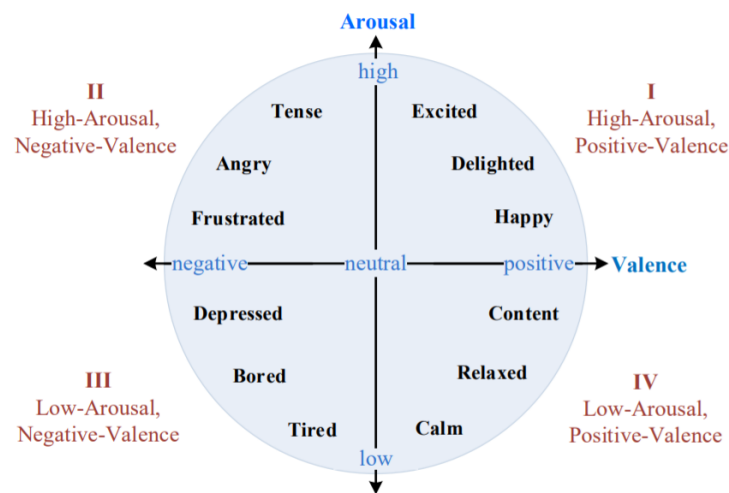 Arousal
high
II
High-Arousal,
Negative-Valence
I
High-Arousal,
Positive-Valence
Tense
Excited
Angry
Delighted
Frustrated
Happy
negative
neutral
positive
Valence
Depressed
Content
Bored
Relaxed
Tired
Calm
III
Low-Arousal,
Negative-Valence
IV
Low-Arousal,
Positive-Valence
low